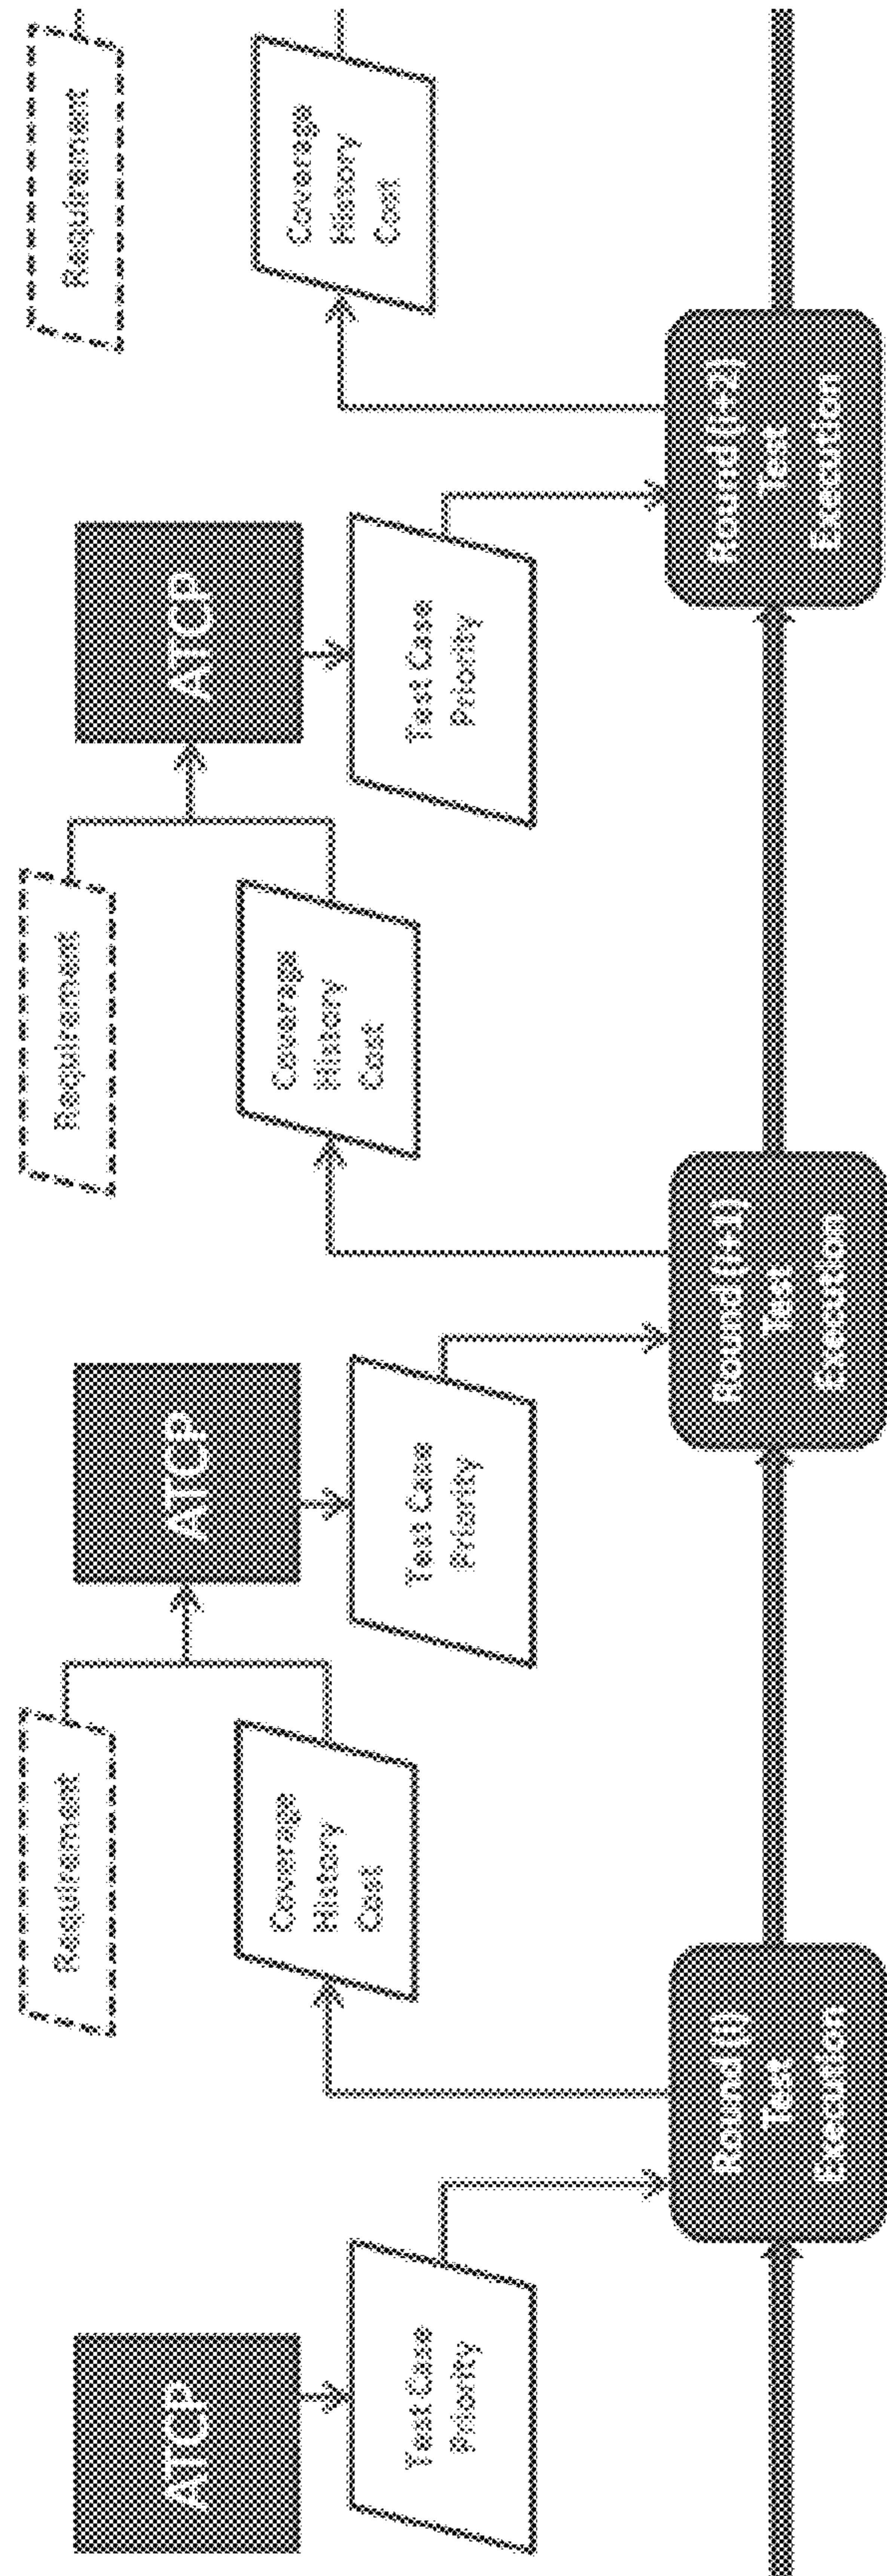 ATCP
Test Case
Priority
Round(i)
Test
Execution
Requirement
Coverage
History
Cost
ATCP
Test Case
Priority
Round(i+1)
Test
Execution
Requirement
Coverage
History
Cost
ATCP
Test Case
Priority
Round(i+2)
Test
Execution
Requirement
Coverage
History
Cost